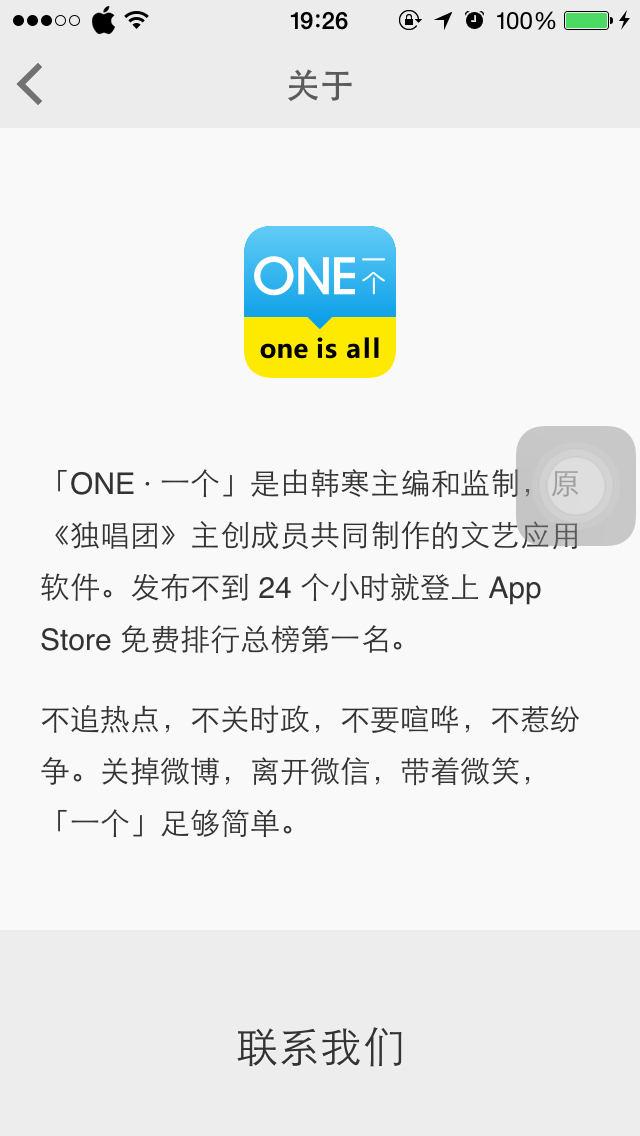 19:26 100%
关于
ONE一个
one is all
「ONE · 一个」是由韩寒主编和监制，原
《独唱团》主创成员共同制作的文艺应用
软件。发布不到 24 个小时就登上 App
Store 免费排行总榜第一名。
不追热点，不关时政，不要喧哗，不惹纷
争。关掉微博，离开微信，带着微笑，
「一个」足够简单。
联系我们